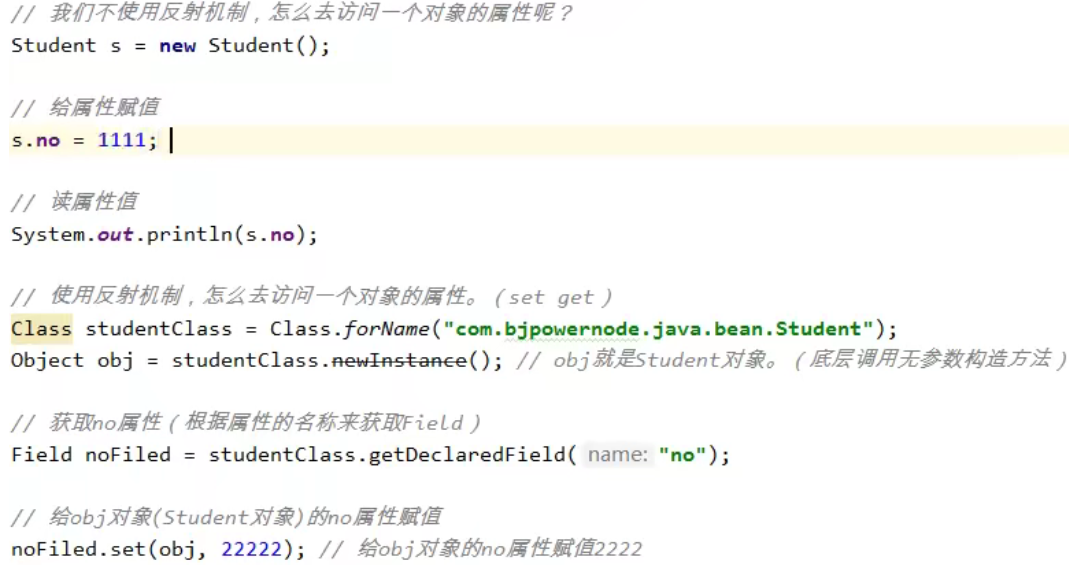 // 我们不使用反射机制，怎么去访问一个对象的属性呢？
Student s = new Student();
// 给属性赋值
s.no = 1111;
// 读属性值
System.out.println(s.no);
// 使用反射机制，怎么去访问一个对象的属性。（set get）
Class studentClass = Class.forName("com.bjpowernode.java.bean.Student");
Object obj = studentClass.newInstance(); // obj就是Student对象。（底层调用无参数构造方法）
// 获取no属性（根据属性的名称来获取Field）
Field noFiled = studentClass.getDeclaredField( name: "no");
// 给obj对象(Student对象)的no属性赋值
noFiled.set(obj, 22222); // 给obj对象的no属性赋值2222